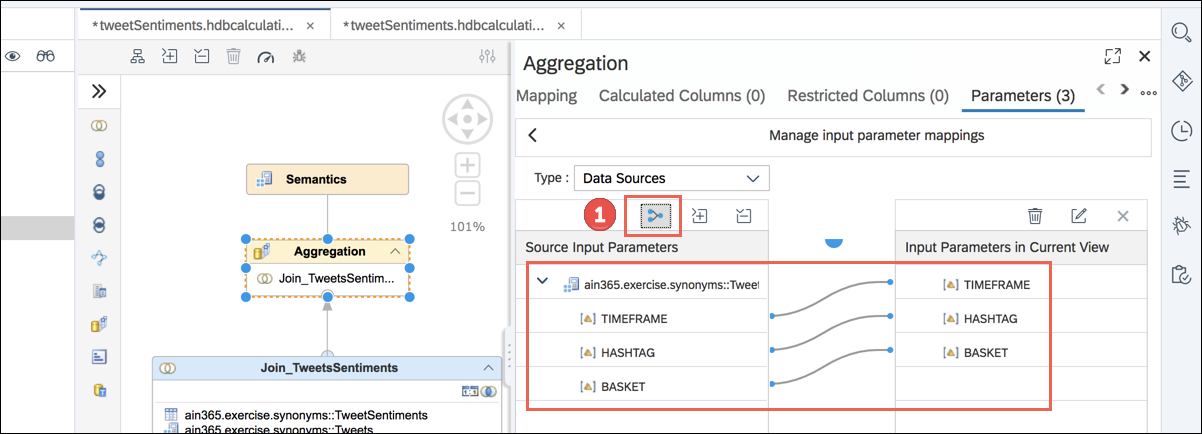 *tweetSentiments.hdbcalculati... ×
*tweetSentiments.hdbcalculati... ×
Aggregation
Mapping Calculated Columns (0) Restricted Columns (0) Parameters (3)
Manage input parameter mappings
Type : Data Sources
1
Semantics
101%
Aggregation
Join_TweetsSentim...
Join_TweetsSentiments
1:1
ain365.exercise.synonyms::TweetSentiments
ain365.exercise.synonyms::Tweets
Source Input Parameters
ain365.exercise.synonyms::Tweet
TIMEFRAME
HASHTAG
BASKET
Input Parameters in Current View
TIMEFRAME
HASHTAG
BASKET